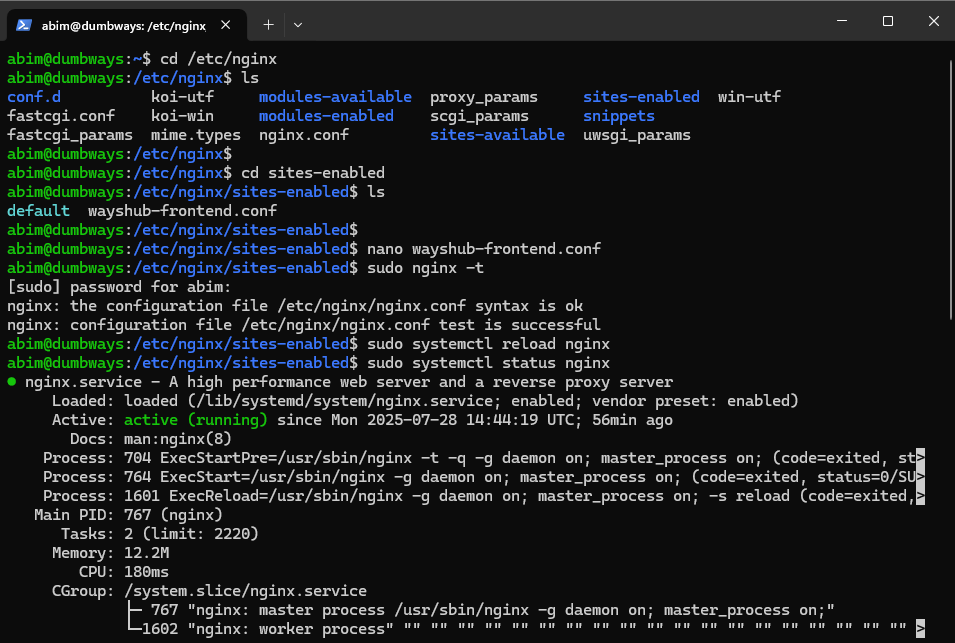 abim@dumbways: /etc/nginx
abim@dumbways:~$ cd /etc/nginx
abim@dumbways:/etc/nginx$ ls
conf.d          koi-utf     modules-available  proxy_params     sites-enabled  win-utf
fastcgi.conf    koi-win     modules-enabled    scgi_params      snippets
fastcgi_params  mime.types  nginx.conf         sites-available  uwsgi_params
abim@dumbways:/etc/nginx$
abim@dumbways:/etc/nginx$ cd sites-enabled
abim@dumbways:/etc/nginx/sites-enabled$ ls
default  wayshub-frontend.conf
abim@dumbways:/etc/nginx/sites-enabled$
abim@dumbways:/etc/nginx/sites-enabled$ nano wayshub-frontend.conf
abim@dumbways:/etc/nginx/sites-enabled$ sudo nginx -t
[sudo] password for abim:
nginx: the configuration file /etc/nginx/nginx.conf syntax is ok
nginx: configuration file /etc/nginx/nginx.conf test is successful
abim@dumbways:/etc/nginx/sites-enabled$ sudo systemctl reload nginx
abim@dumbways:/etc/nginx/sites-enabled$ sudo systemctl status nginx
● nginx.service - A high performance web server and a reverse proxy server
     Loaded: loaded (/lib/systemd/system/nginx.service; enabled; vendor preset: enabled)
     Active: active (running) since Mon 2025-07-28 14:44:19 UTC; 56min ago
       Docs: man:nginx(8)
    Process: 704 ExecStartPre=/usr/sbin/nginx -t -q -g daemon on; master_process on; (code=exited, st>
    Process: 764 ExecStart=/usr/sbin/nginx -g daemon on; master_process on; (code=exited, status=0/SU>
    Process: 1601 ExecReload=/usr/sbin/nginx -g daemon on; master_process on; -s reload (code=exited,>
   Main PID: 767 (nginx)
      Tasks: 2 (limit: 2220)
     Memory: 12.2M
        CPU: 180ms
     CGroup: /system.slice/nginx.service
             ├─ 767 "nginx: master process /usr/sbin/nginx -g daemon on; master_process on;"
             └─1602 "nginx: worker process" "" "" "" "" "" "" "" "" "" "" "" "" "" "" "" "" "" "" "" >